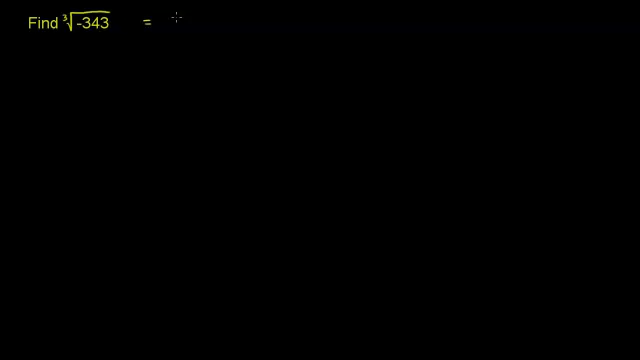 Find ∛-343 =